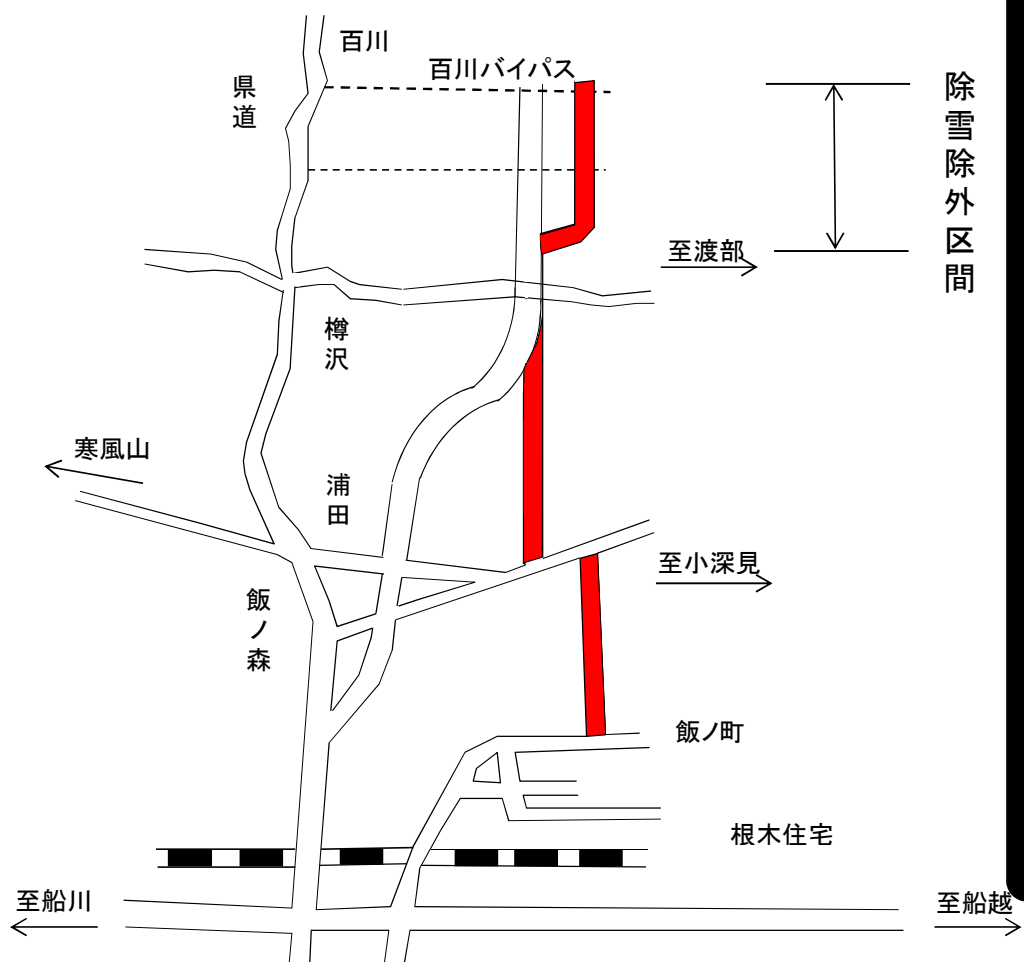 百川
百川バイパス
県道
除雪除外区間
至渡部
樽沢
寒風山
浦田
至小深見
飯ノ森
飯ノ町
根木住宅
至船川
至船越